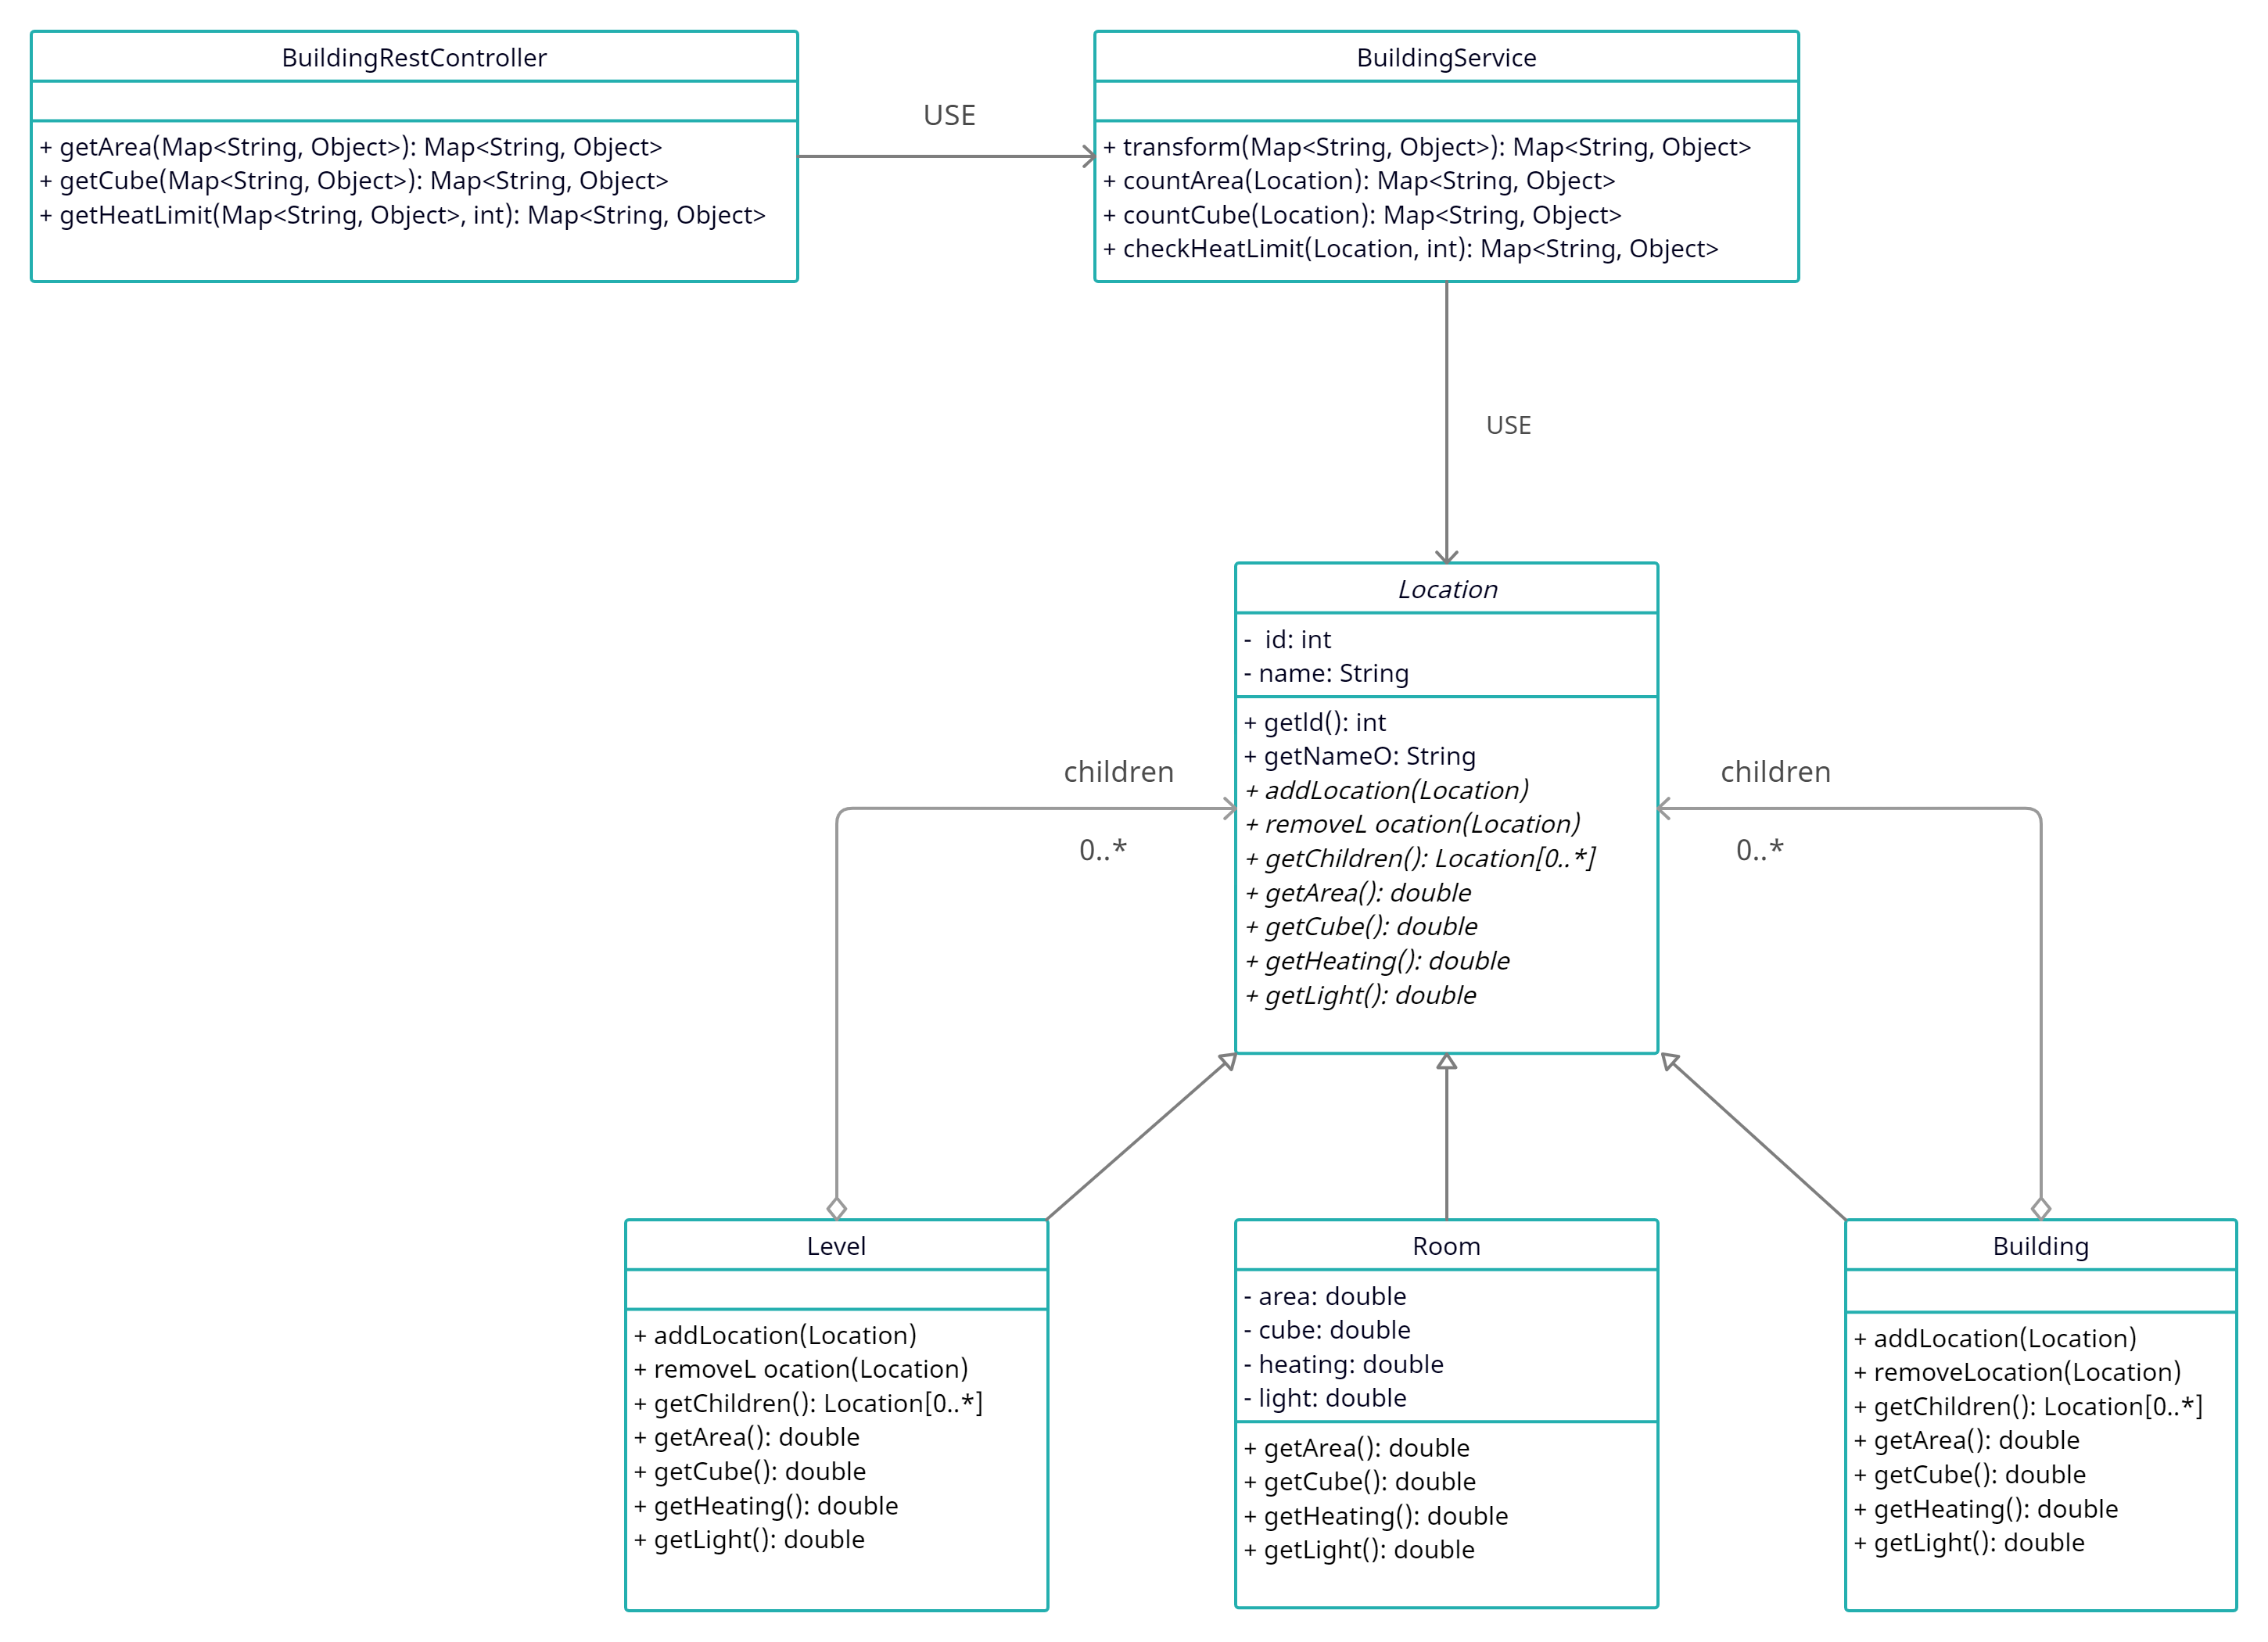 BuildingRestController
+ getArea(Map<String, Object>): Map<String, Object>
+ getCube(Map<String, Object>): Map<String, Object>
+ getHeatLimit(Map<String, Object>, int): Map<String, Object>
USE
BuildingService
+ transform(Map<String, Object>): Map<String, Object>
+ countArea(Location): Map<String, Object>
+ countCube(Location): Map<String, Object>
+ checkHeatLimit(Location, int): Map<String, Object>
USE
Location
- id: int
- name: String
+ getId(): int
+ getNameO: String
+ addLocation(Location)
+ removeL ocation(Location)
+ getChildren(): Location[0..*]
+ getArea(): double
+ getCube(): double
+ getHeating(): double
+ getLight(): double
children
0..*
children
0..*
Level
+ addLocation(Location)
+ removeL ocation(Location)
+ getChildren(): Location[0..*]
+ getArea(): double
+ getCube(): double
+ getHeating(): double
+ getLight(): double
Room
- area: double
- cube: double
- heating: double
- light: double
+ getArea(): double
+ getCube(): double
+ getHeating(): double
+ getLight(): double
Building
+ addLocation(Location)
+ removeLocation(Location)
+ getChildren(): Location[0..*]
+ getArea(): double
+ getCube(): double
+ getHeating(): double
+ getLight(): double